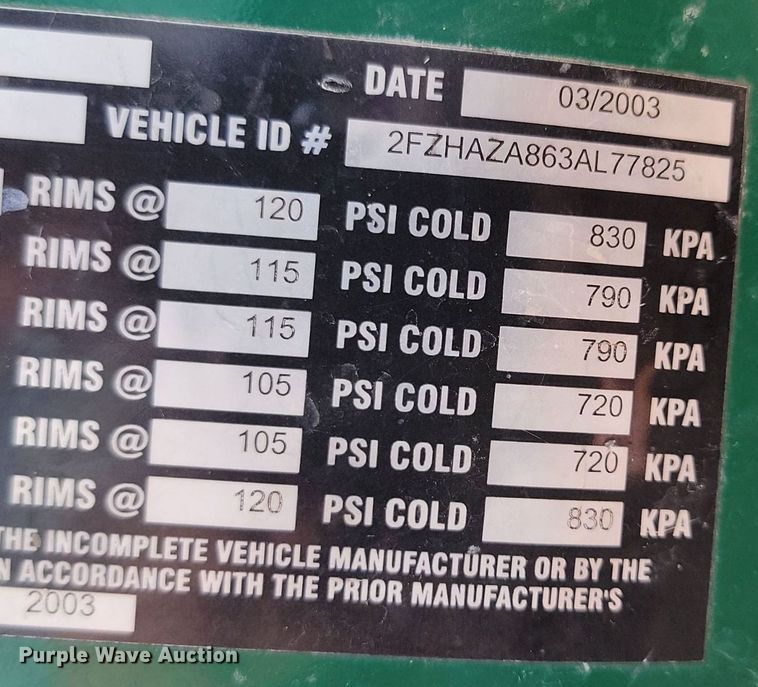 DATE 03/2003
VEHICLE ID # 2FZHAZA863AL77825
RIMS @ 120 PSI COLD 830 KPA
RIMS @ 115 PSI COLD 790 KPA
RIMS @ 115 PSI COLD 790 KPA
RIMS @ 105 PSI COLD 720 KPA
RIMS @ 105 PSI COLD 720 KPA
RIMS @ 120 PSI COLD 830 KPA
THE INCOMPLETE VEHICLE MANUFACTURER OR BY THE
N ACCORDANCE WITH THE PRIOR MANUFACTURER'S
2003
Purple Wave Auction